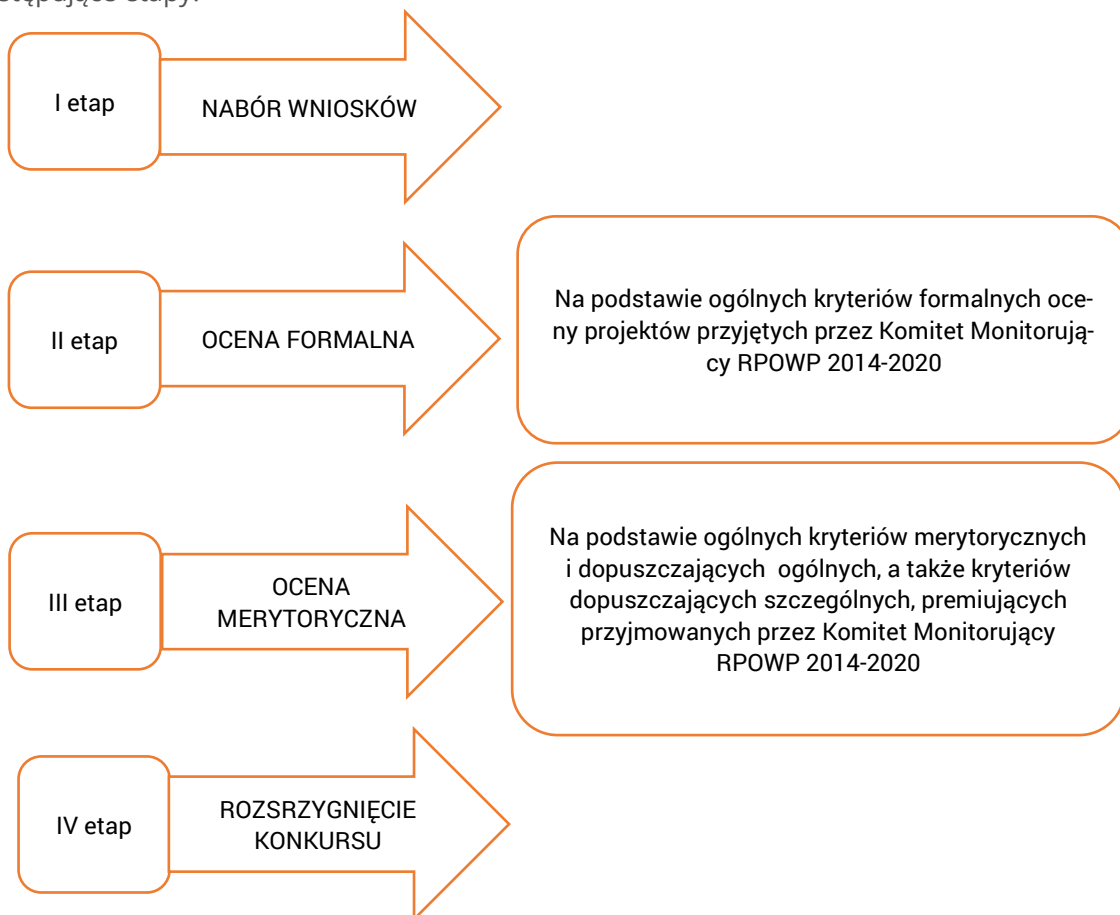 etapy:
I etap
NABÓR WNIOSKÓW
II etap
OCENA FORMALNA
Na podstawie ogólnych kryteriów formalnych oce-
ny projektów przyjętych przez Komitet Monitorują-
cy RPOWP 2014-2020
III etap
OCENA
MERYTORYCZNA
Na podstawie ogólnych kryteriów merytorycznych
i dopuszczających ogólnych, a także kryteriów
dopuszczających szczególnych, premiujących
przyjmowanych przez Komitet Monitorujący
RPOWP 2014-2020
IV etap
ROZSRZYGNIĘCIE
KONKURSU